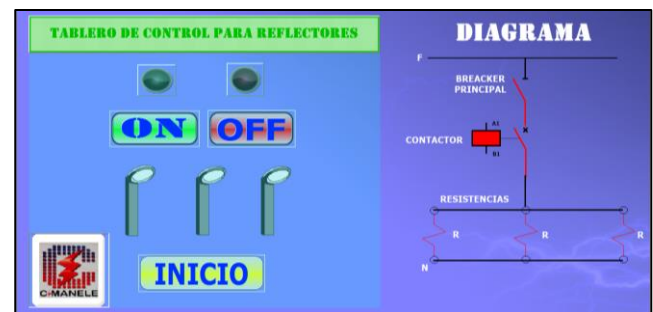 TABLERO DE CONTROL PARA REFLECTORES
ON OFF
INICIO
C-MANELE
DIAGRAMA
F
BREACKER
PRINCIPAL
CONTACTOR
A1
B1
RESISTENCIAS
R R R
N